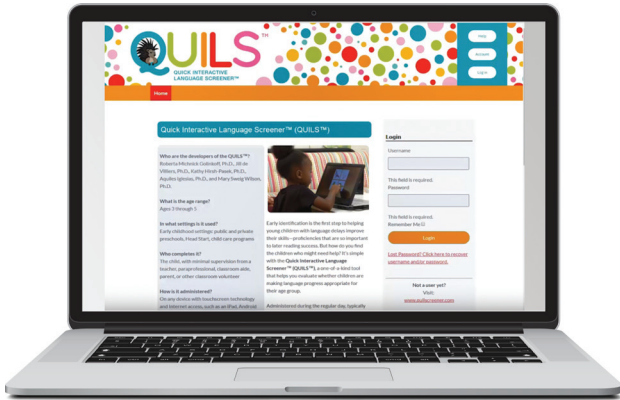 QUILS™
QUICK INTERACTIVE
LANGUAGE SCREENER™
Help
Account
Log in
Home
Quick Interactive Language Screener™ (QUILS™)
Who are the developers of the QUILS™?
Roberta Michnick Golinkoff, Ph.D., Jill de
Villiers, Ph.D., Kathy Hirsh-Pasek, Ph.D.,
Aquiles Iglesias, Ph.D., and Mary Sweig Wilson,
Ph.D.
What is the age range?
Ages 3 through 5
In what settings is it used?
Early childhood settings: public and private
preschools, Head Start, child care programs
Who completes it?
The child, with minimal supervision from a
teacher, paraprofessional, classroom aide,
parent, or other classroom volunteer
How is it administered?
On any device with touchscreen technology
and internet access, such as an iPad, Android
Early identification is the first step to helping
young children with language delays improve
their skills—proficiencies that are so important
to later reading success. But how do you find
the children who might need help? It's simple
with the Quick Interactive Language
Screener™ (QUILS™), a one-of-a-kind tool
that helps you evaluate whether children are
making language progress appropriate for
their age group.
Administered during the regular day, typically
Login
Username
This field is required.
Password
This field is required.
Remember Me
Login
Lost Password? Click here to recover
username and/or password.
Not a user yet?
Visit
www.quilscreener.com